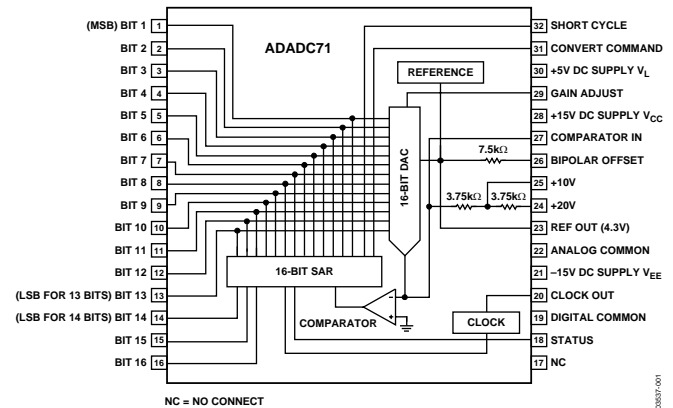 ADADC71
(MSB) BIT 1 1
BIT 2 2
BIT 3 3
BIT 4 4
BIT 5 5
BIT 6 6
BIT 7 7
BIT 8 8
BIT 9 9
BIT 10 10
BIT 11 11
BIT 12 12
(LSB FOR 13 BITS) BIT 13 13
(LSB FOR 14 BITS) BIT 14 14
BIT 15 15
BIT 16 16
REFERENCE
16-BIT DAC
7.5kΩ
3.75kΩ 3.75kΩ
16-BIT SAR
COMPARATOR
–
+
CLOCK
32 SHORT CYCLE
31 CONVERT COMMAND
30 +5V DC SUPPLY VL
29 GAIN ADJUST
28 +15V DC SUPPLY VCC
27 COMPARATOR IN
26 BIPOLAR OFFSET
25 +10V
24 +20V
23 REF OUT (4.3V)
22 ANALOG COMMON
21 –15V DC SUPPLY VEE
20 CLOCK OUT
19 DIGITAL COMMON
18 STATUS
17 NC
NC = NO CONNECT
03537-001